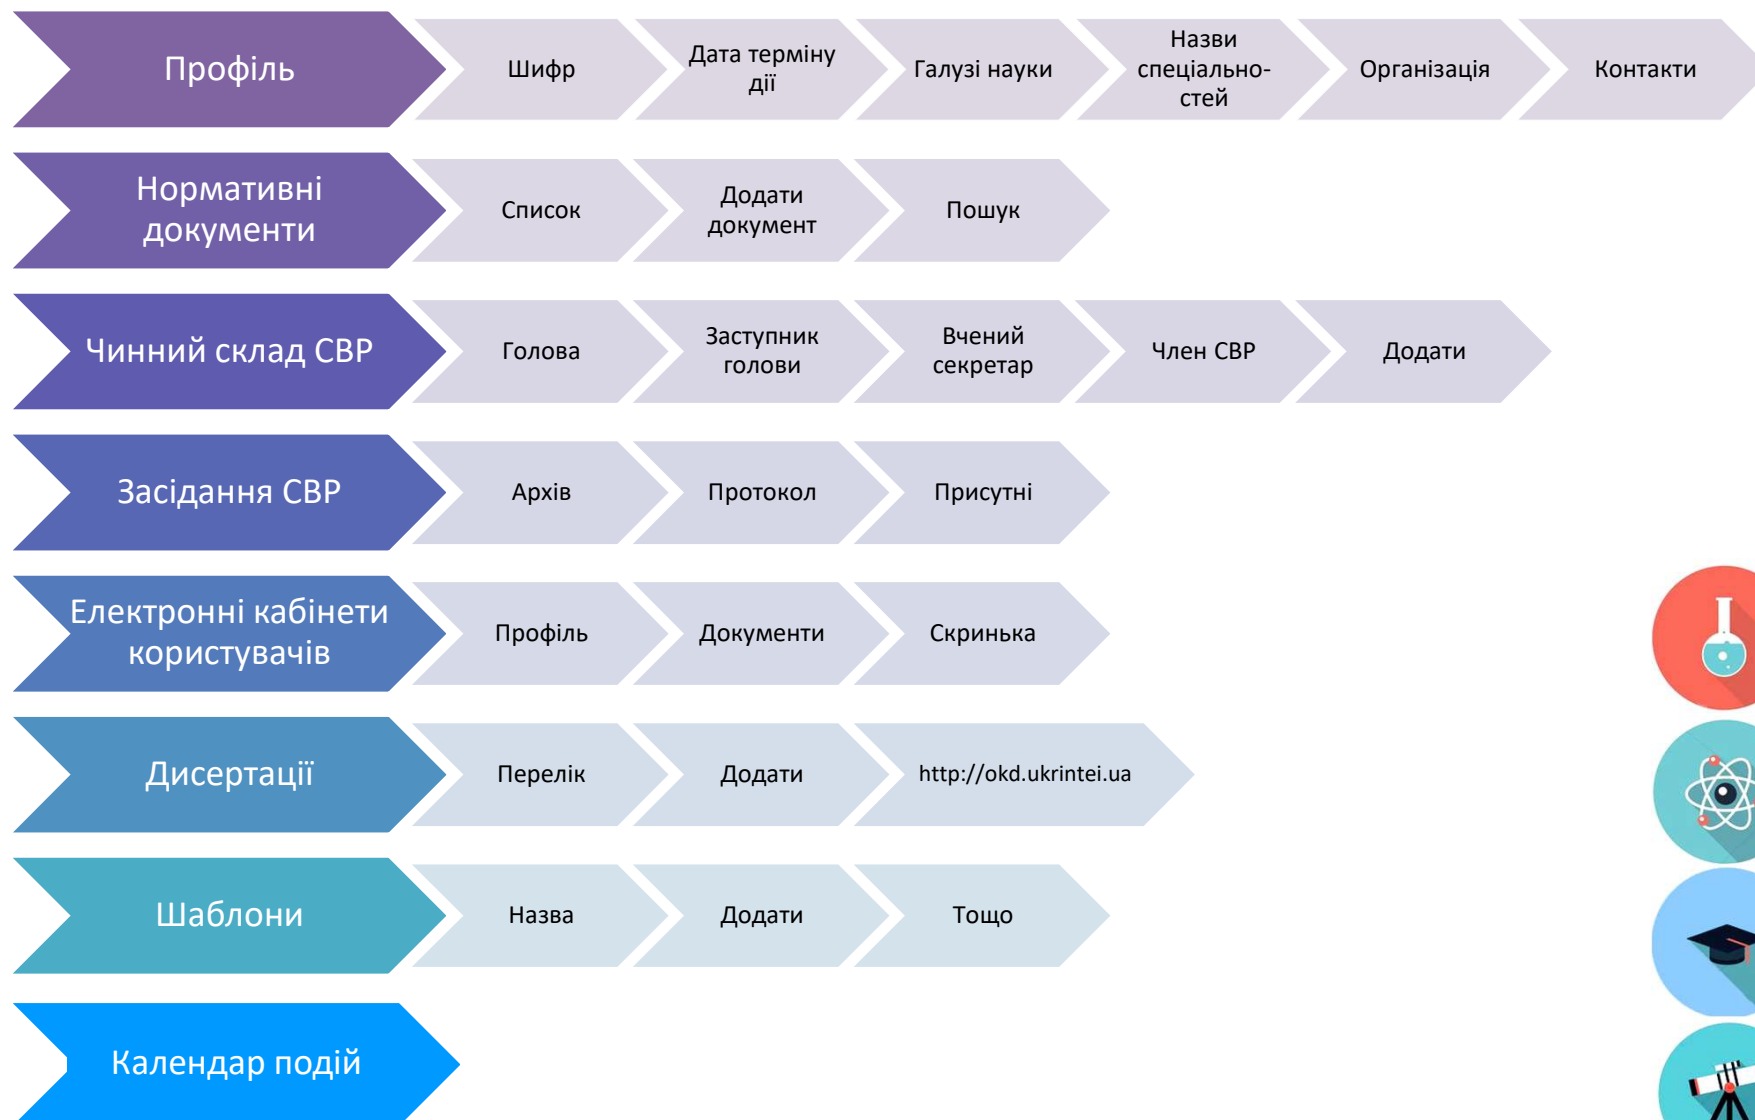 Профіль
Шифр
Дата терміну
дії
Галузі науки
Назви
спеціально-
стей
Організація
Контакти
Нормативні
документи
Список
Додати
документ
Пошук
Чинний склад СВР
Голова
Заступник
голови
Вчений
секретар
Член СВР
Додати
Засідання СВР
Архів
Протокол
Присутні
Електронні кабінети
користувачів
Профіль
Документи
Скринька
Дисертації
Перелік
Додати
http://okd.ukrintei.ua
Шаблони
Назва
Додати
Тощо
Календар подій